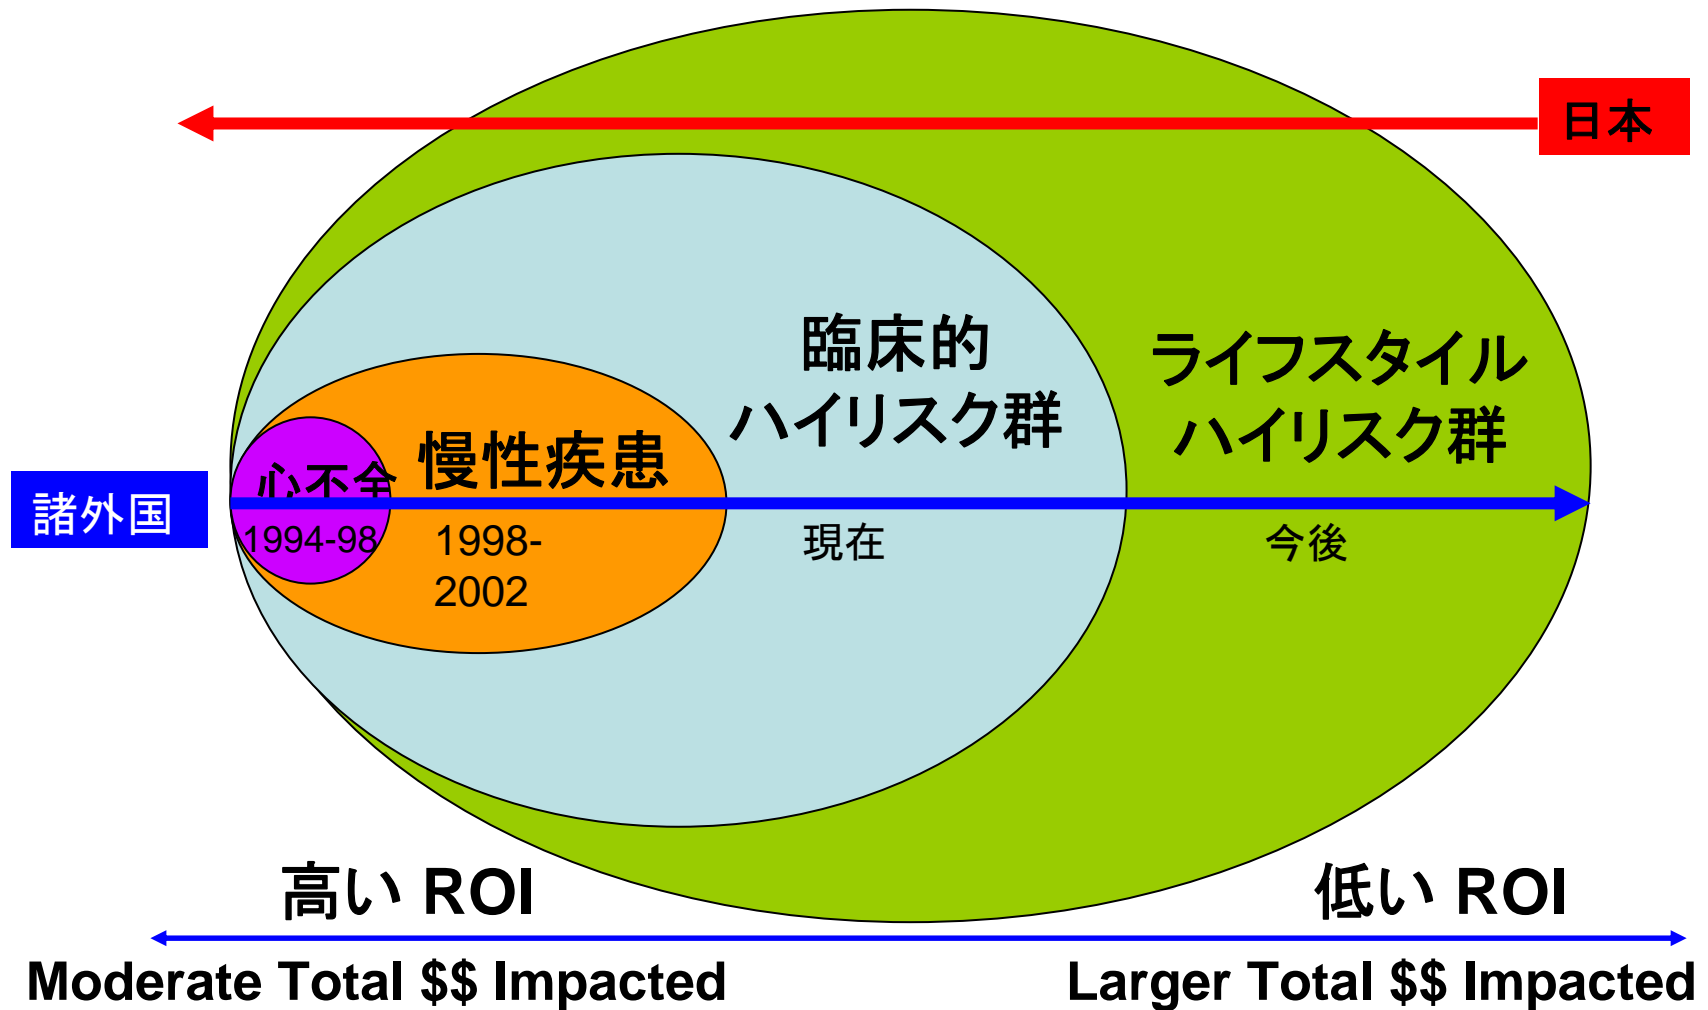 日本
臨床的
ハイリスク群
ライフスタイル
ハイリスク群
慢性疾患
心不全
諸外国
1994-98
1998-
2002
現在
今後
高い ROI
低い ROI
Moderate Total $$ Impacted
Larger Total $$ Impacted